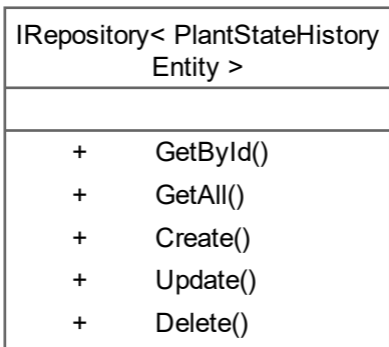 IRepository< PlantStateHistory
Entity >
+ GetById()
+ GetAll()
+ Create()
+ Update()
+ Delete()